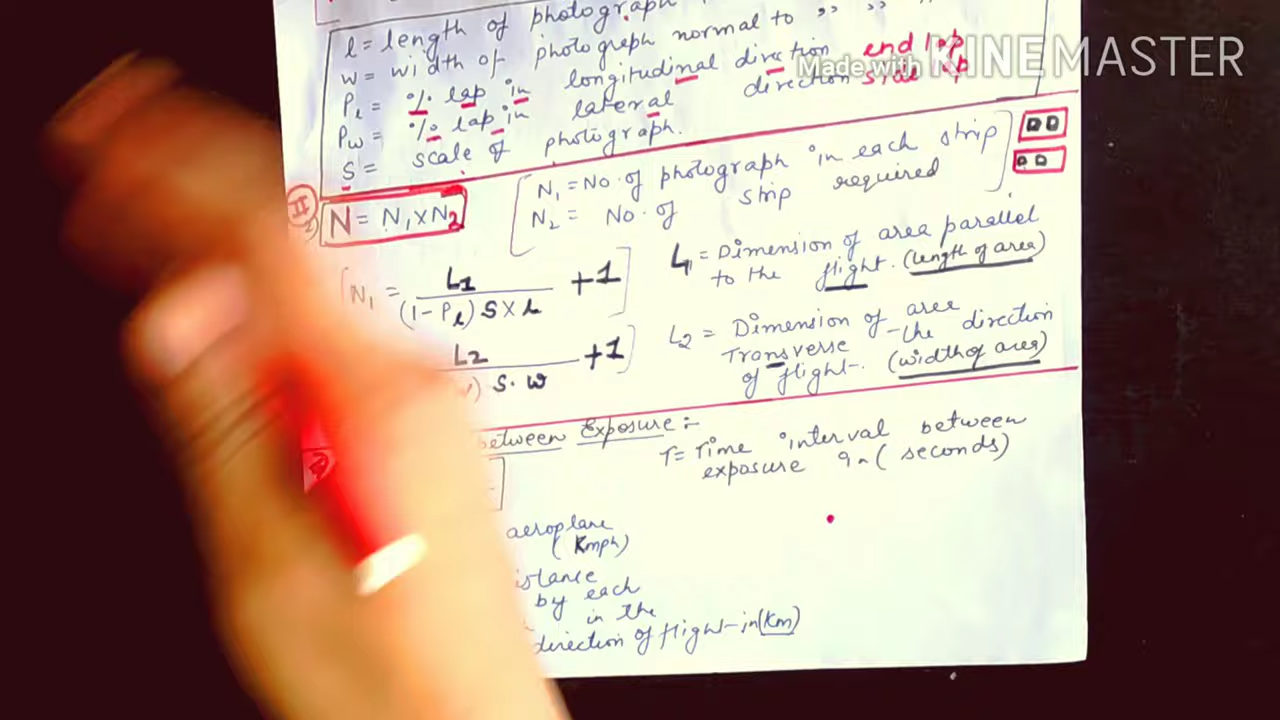 l = length of photograph
w = width of photograph normal to " " "
Pl = % lap in longitudinal direction end lap
Pw = % lap in lateral direction side lap
S = scale of photograph.
II
N = N1 x N2
N1 = No. of photograph in each strip
N2 = No. of strip required
N1 = L1 / (1 - Pl) S x l + 1
L1 = Dimension of area parallel
to the flight. (length of area)
L2 / w) S. w + 1
L2 = Dimension of area
Transverse - the direction
of flight-. (width of area)
between Exposure :-
T = Time interval between
exposure in (seconds)
aeroplane
(Kmph)
istance
by each
in the
direction of flight-in (Km)
Made with KINEMASTER